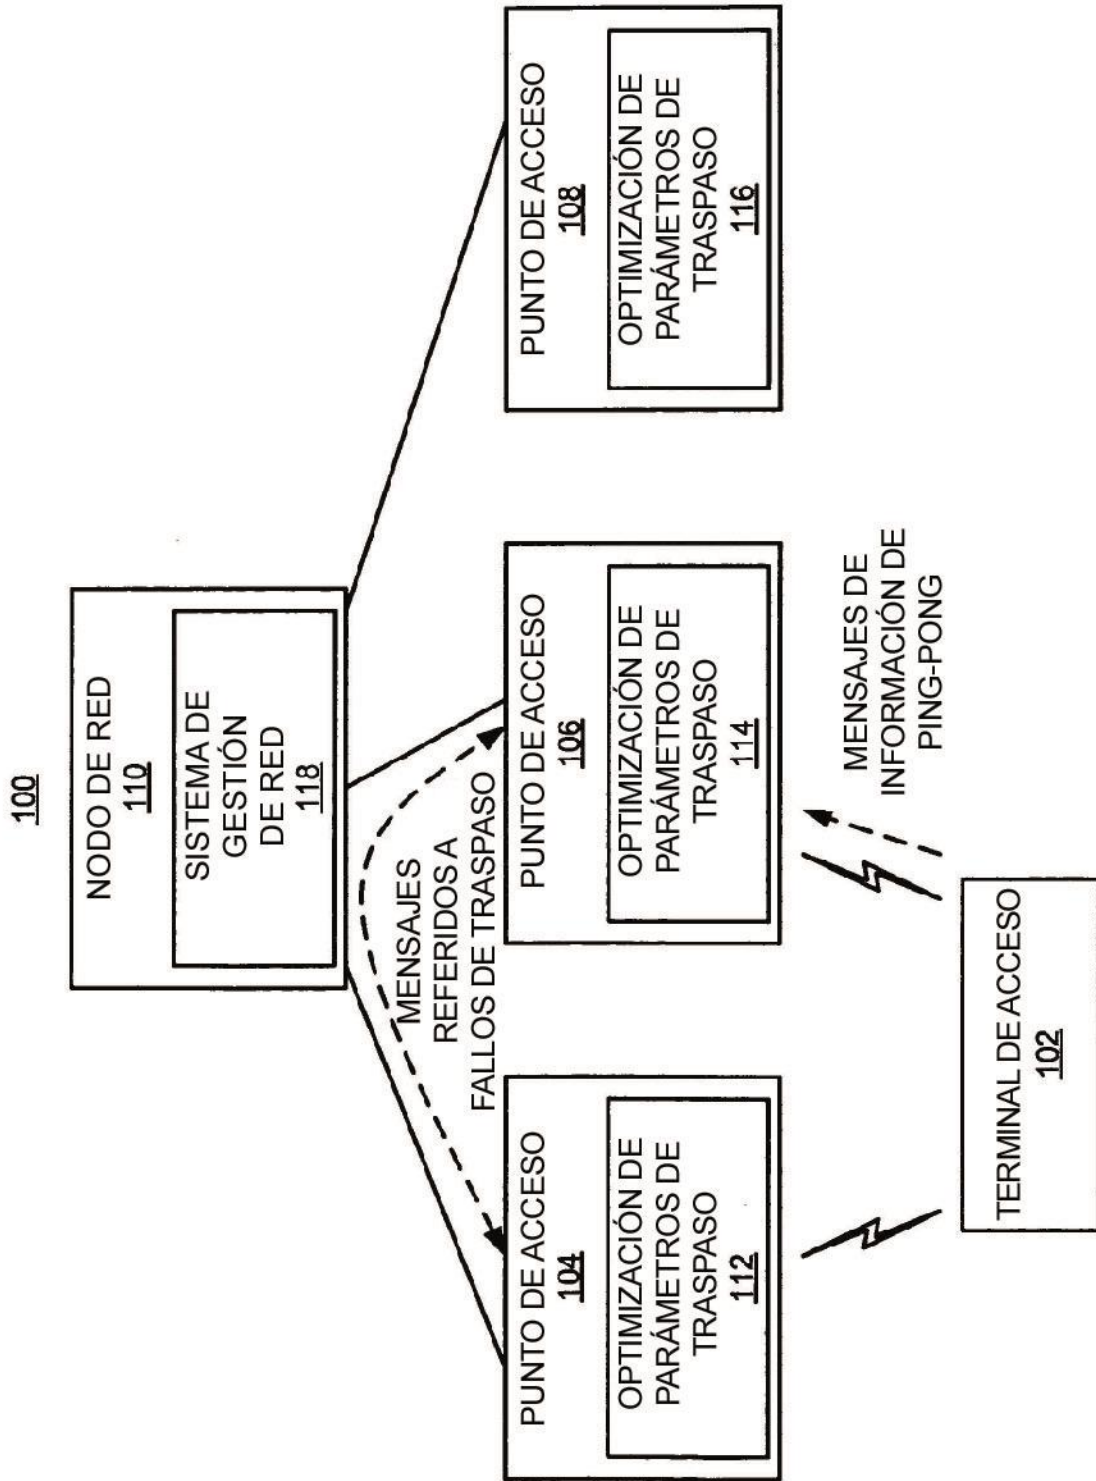 100
NODO DE RED
110
SISTEMA DE
GESTIÓN
DE RED
118
MENSAJES
REFERIDOS A
FALLOS DE TRASPASO
PUNTO DE ACCESO
104
OPTIMIZACIÓN DE
PARÁMETROS DE
TRASPASO
112
PUNTO DE ACCESO
106
OPTIMIZACIÓN DE
PARÁMETROS DE
TRASPASO
114
PUNTO DE ACCESO
108
OPTIMIZACIÓN DE
PARÁMETROS DE
TRASPASO
116
MENSAJES DE
INFORMACIÓN DE
PING-PONG
TERMINAL DE ACCESO
102